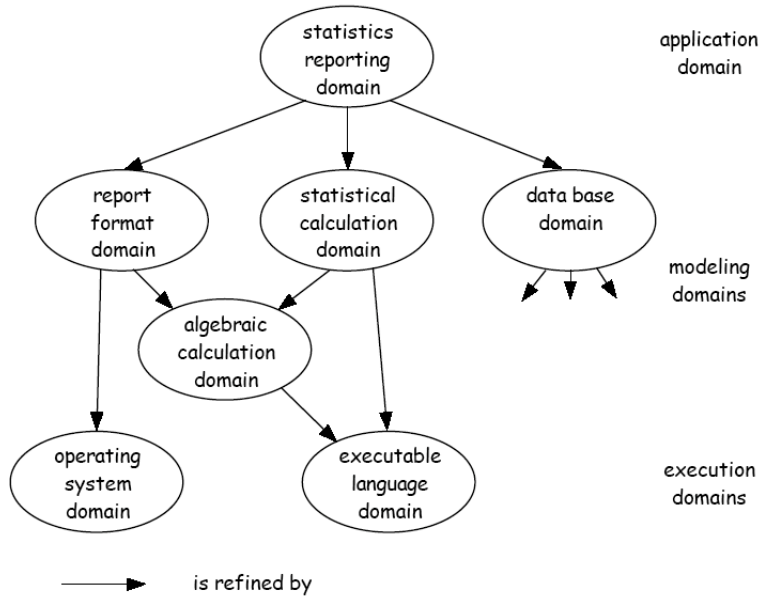 statistics
reporting
domain
application
domain
report
format
domain
statistical
calculation
domain
data base
domain
modeling
domains
algebraic
calculation
domain
operating
system
domain
executable
language
domain
execution
domains
is refined by